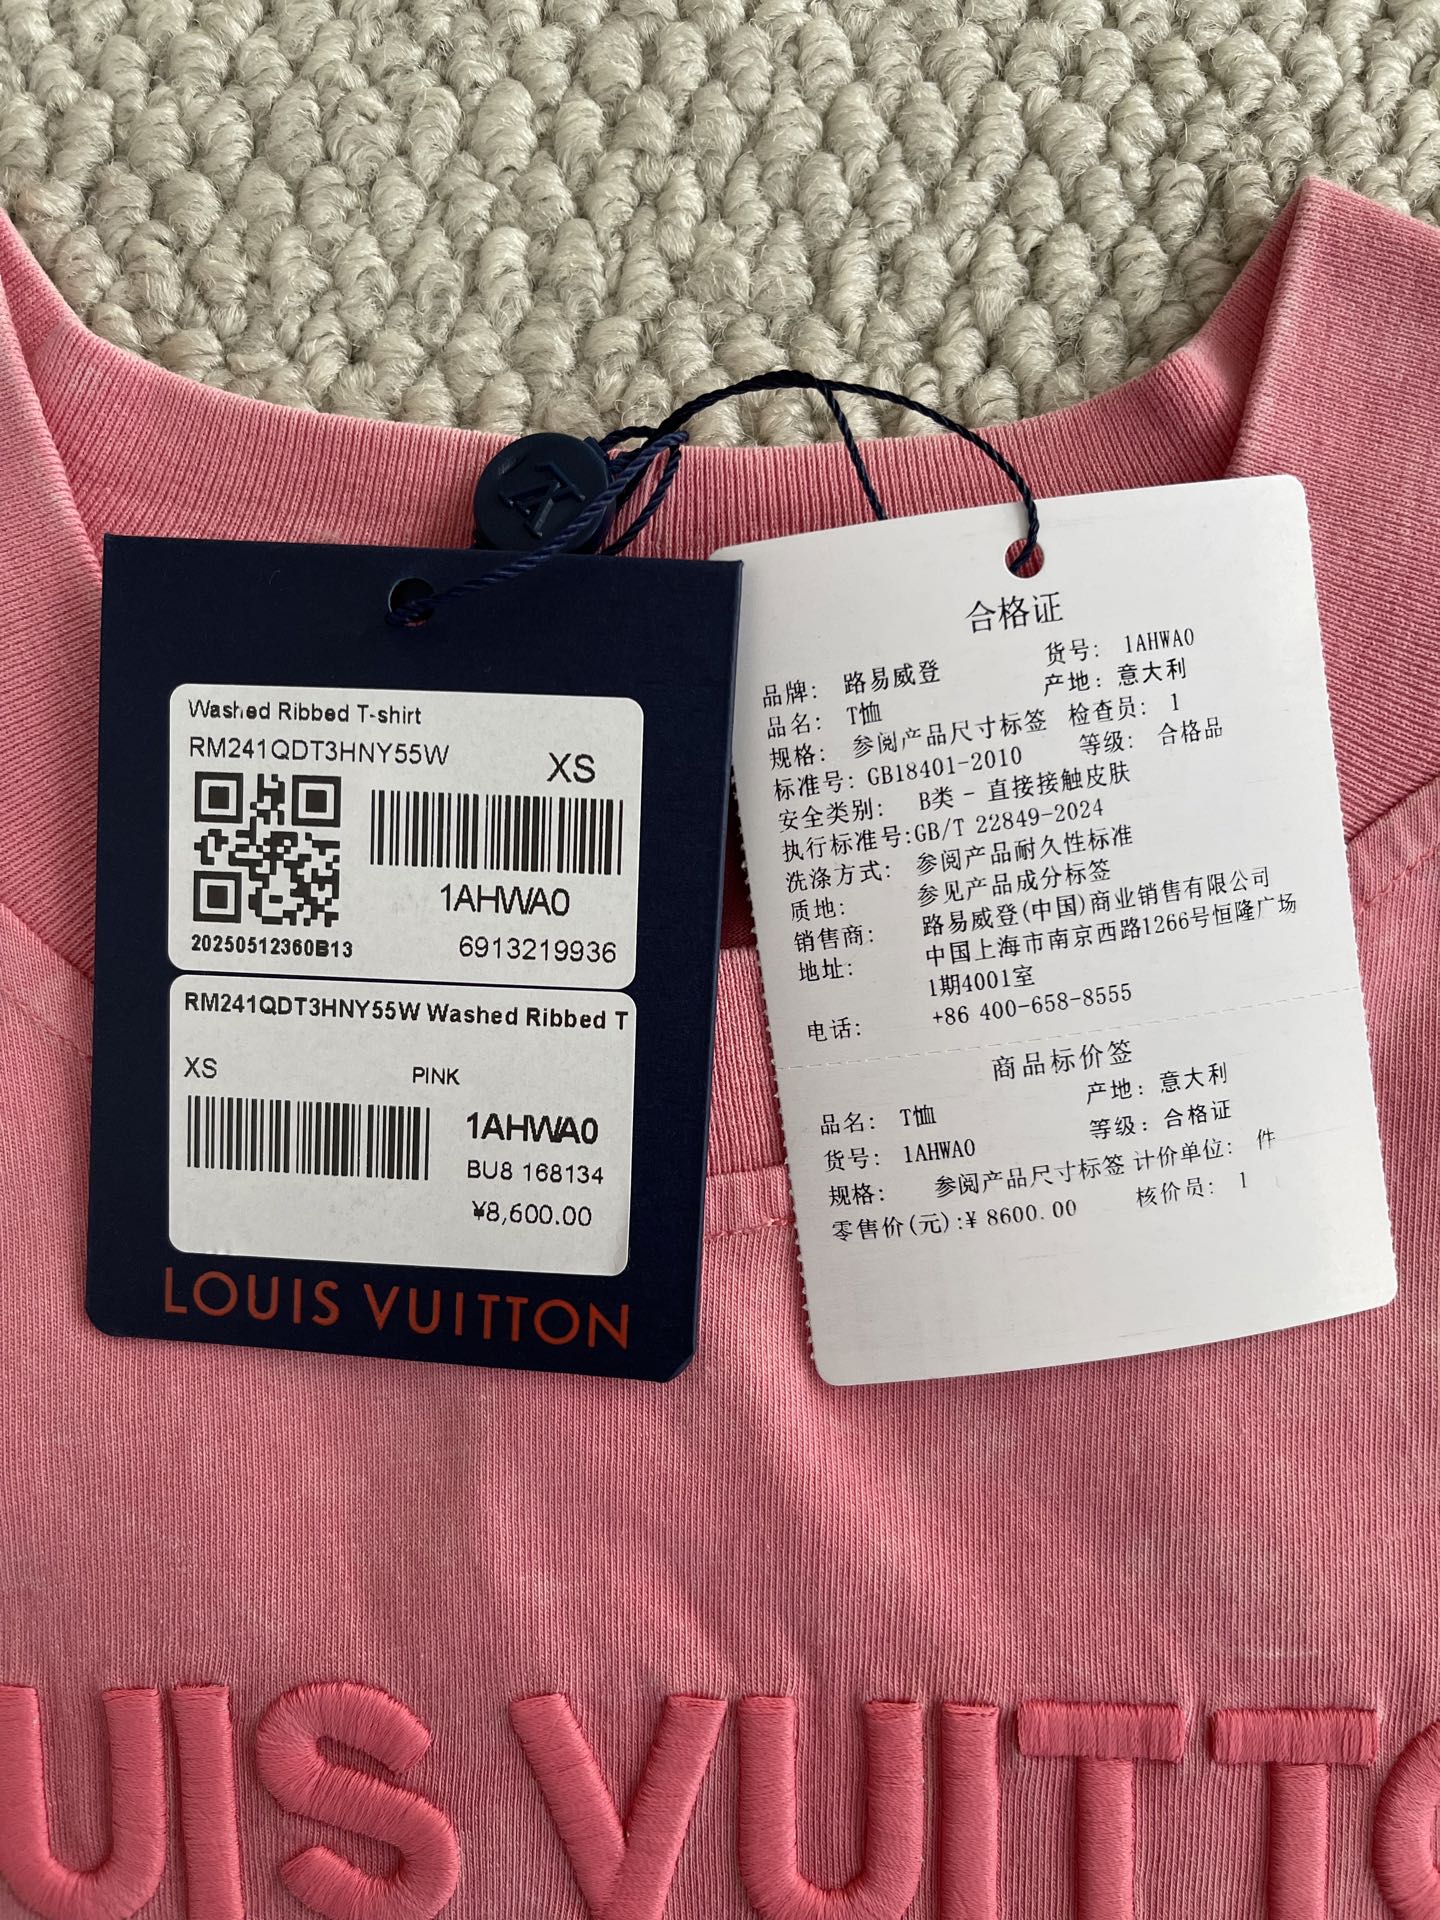 Washed Ribbed T-shirt
RM241QDT3HNY55W
XS
1AHWA0
20250512360B13
6913219936
RM241QDT3HNY55W Washed Ribbed T
XS PINK
1AHWA0
BU8 168134
¥8,600.00
LOUIS VUITTON
合格证
品牌: 路易威登 货号: 1AHWA0
品名: T恤 产地: 意大利
规格: 参阅产品尺寸标签 检查员: 1
标准号: GB18401-2010 等级: 合格品
安全类别: B类 - 直接接触皮肤
执行标准号:GB/T 22849-2024
洗涤方式: 参阅产品耐久性标准
质地: 参见产品成分标签
销售商: 路易威登(中国)商业销售有限公司
地址: 中国上海市南京西路1266号恒隆广场
1期4001室
电话: +86 400-658-8555
商品标价签
品名: T恤 产地: 意大利
货号: 1AHWA0 等级: 合格证
规格: 参阅产品尺寸标签 计价单位: 件
零售价(元):¥ 8600.00 核价员: 1
UIS VUITTO